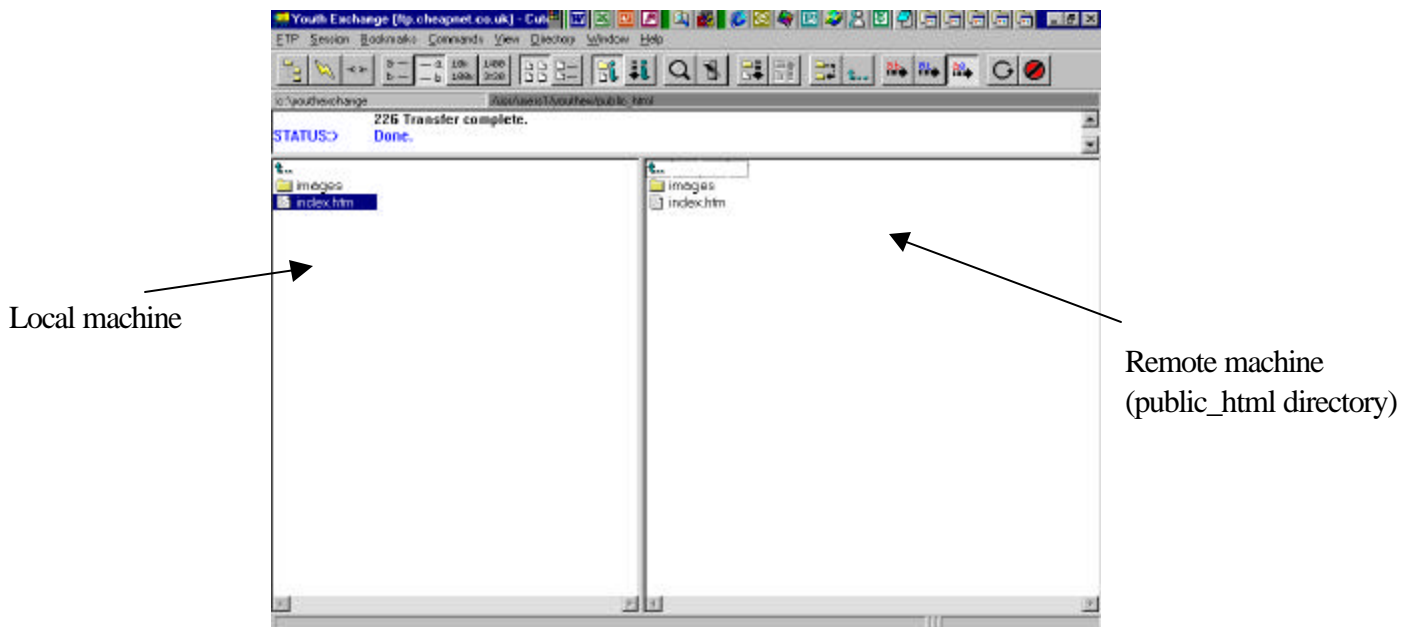 Youth Exchange [ftp.cheapnet.co.uk] - Cute
FTP Session Bookmarks Commands View Directory Window Help
c:\youthexchange
226 Transfer complete.
STATUS:> Done.
images
index.htm
images
index.htm
Local machine
Remote machine
(public_html directory)